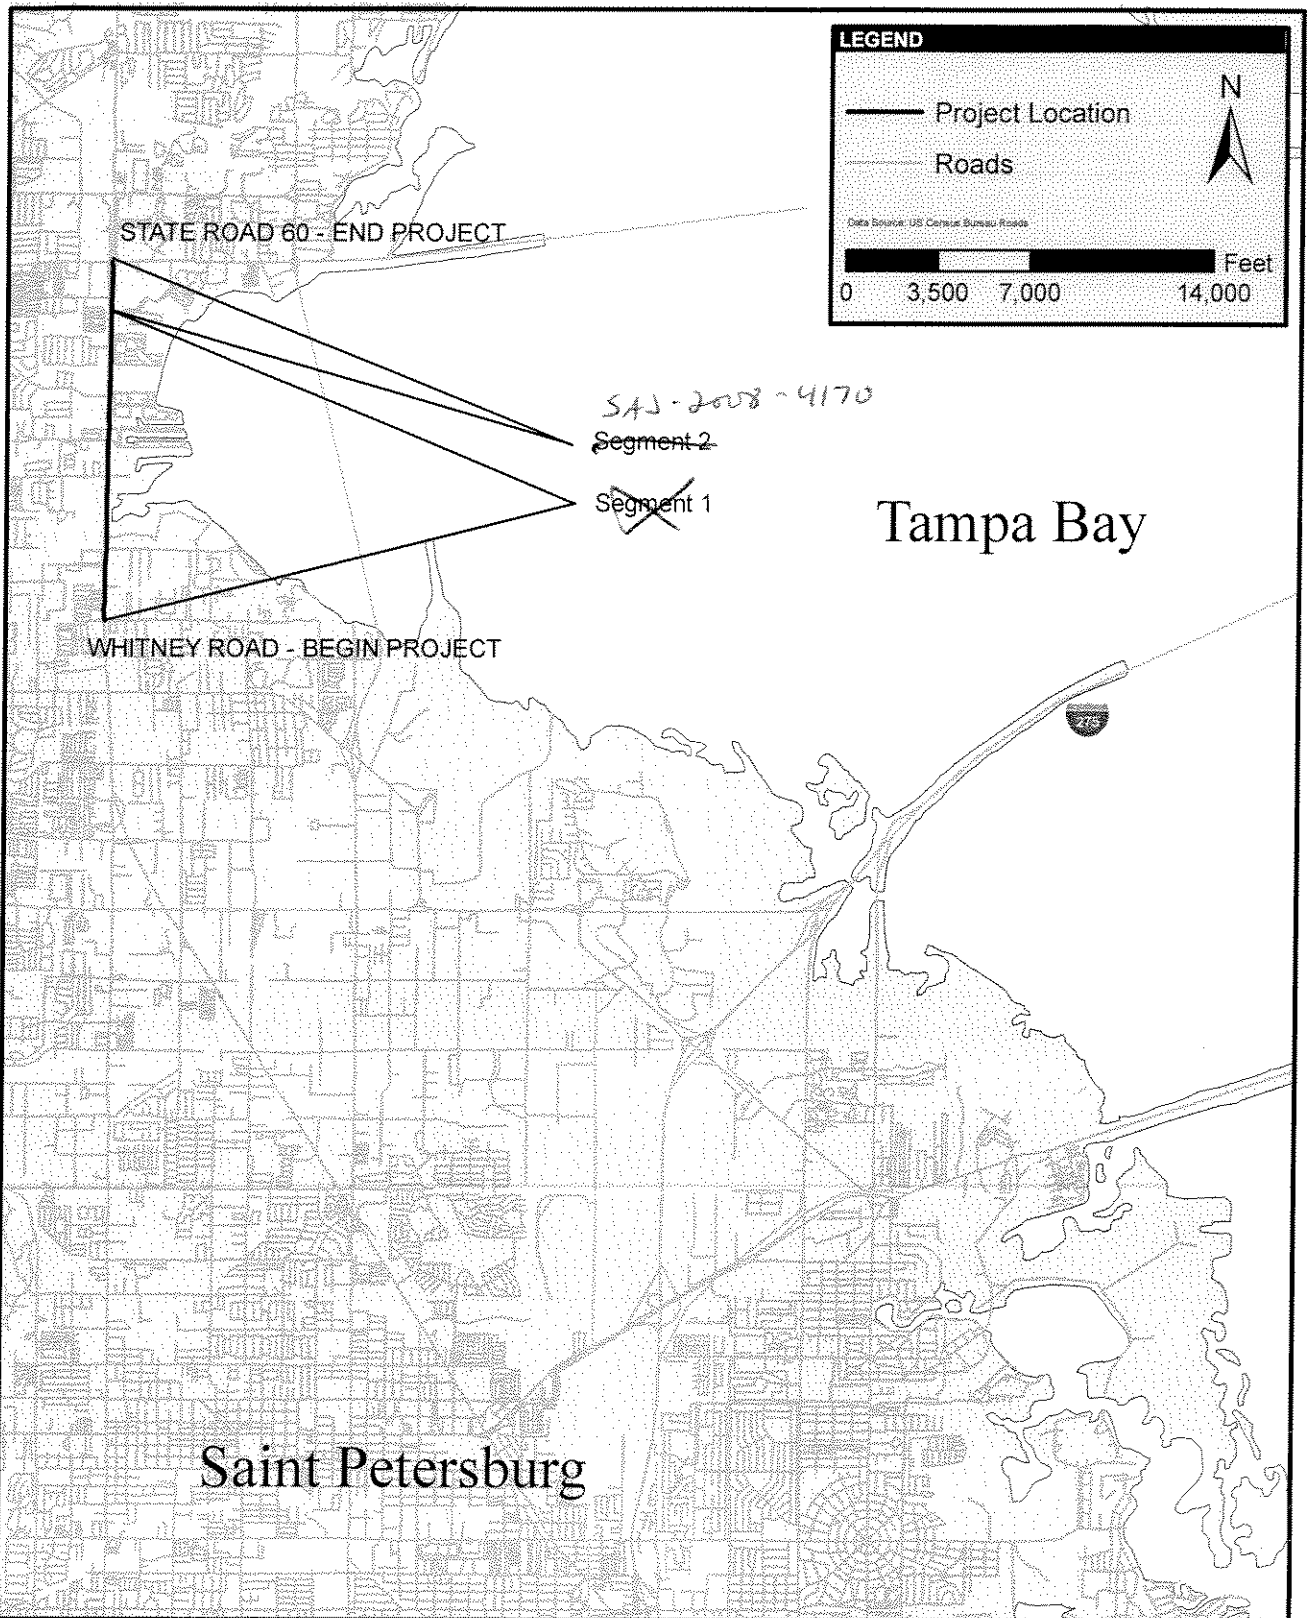 LEGEND
Project Location
N
Roads
Data Source: US Census Bureau Roads
Feet
0 3,500 7,000 14,000
STATE ROAD 60 - END PROJECT
SAJ-2008-4170
Segment 2
Segment 1
Tampa Bay
WHITNEY ROAD - BEGIN PROJECT
275
Saint Petersburg